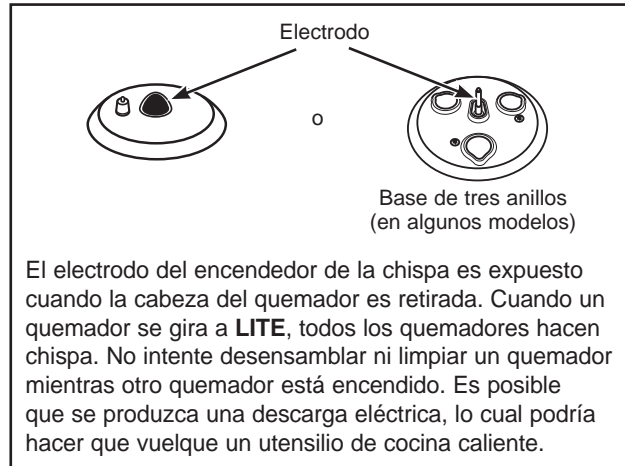 Electrodo
o
Base de tres anillos
(en algunos modelos)
El electrodo del encendedor de la chispa es expuesto
cuando la cabeza del quemador es retirada. Cuando un
quemador se gira a LITE, todos los quemadores hacen
chispa. No intente desensamblar ni limpiar un quemador
mientras otro quemador está encendido. Es posible
que se produzca una descarga eléctrica, lo cual podría
hacer que vuelque un utensilio de cocina caliente.